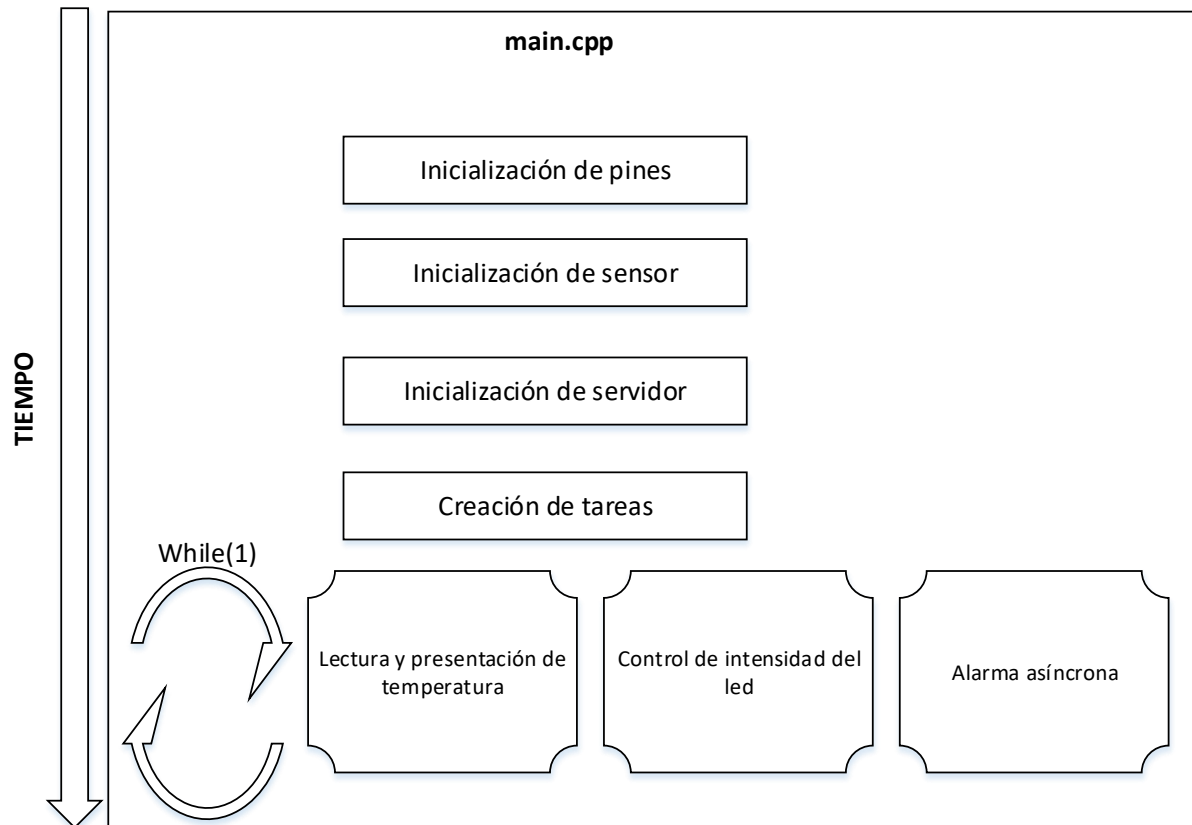 main.cpp
TIEMPO
Inicialización de pines
Inicialización de sensor
Inicialización de servidor
Creación de tareas
While(1)
Lectura y presentación de
temperatura
Control de intensidad del
led
Alarma asíncrona